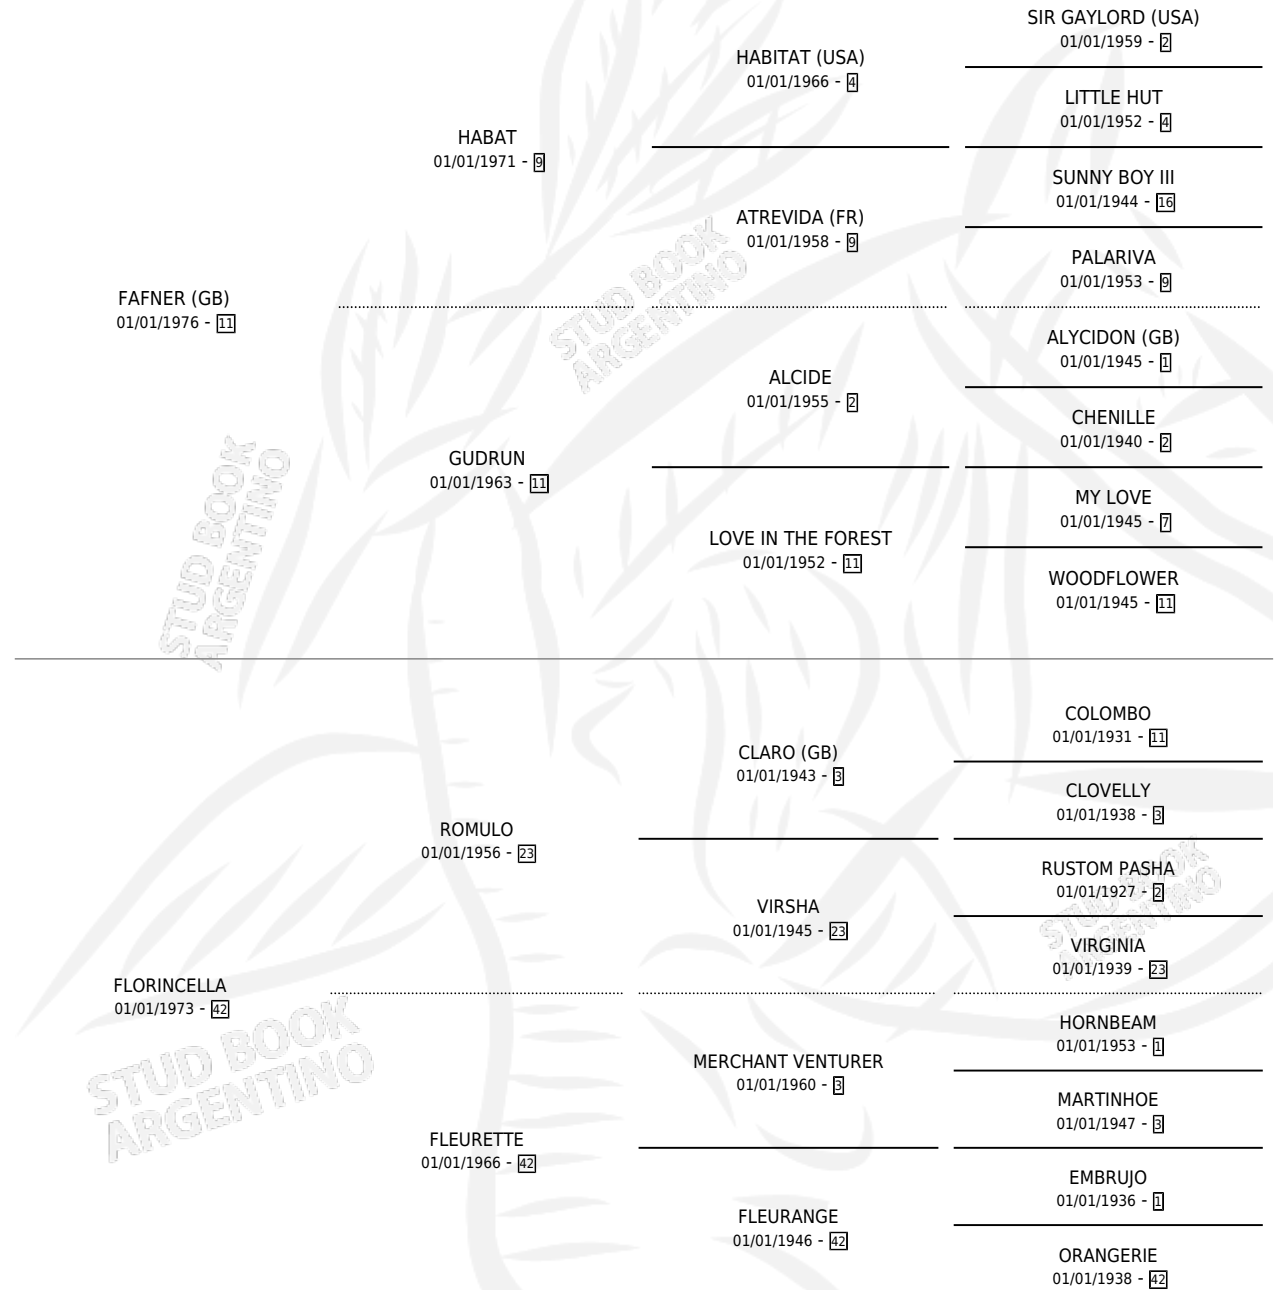 SIR GAYLORD (USA)
01/01/1959 - 2
HABITAT (USA)
01/01/1966 - 4
LITTLE HUT
01/01/1952 - 4
HABAT
01/01/1971 - 9
SUNNY BOY III
01/01/1944 - 16
ATREVIDA (FR)
01/01/1958 - 9
PALARIVA
01/01/1953 - 9
FAFNER (GB)
01/01/1976 - 11
STUD BOOK
ARGENTINO
ALYCIDON (GB)
01/01/1945 - 1
ALCIDE
01/01/1955 - 2
CHENILLE
01/01/1940 - 2
GUDRUN
01/01/1963 - 11
MY LOVE
01/01/1945 - 7
LOVE IN THE FOREST
01/01/1952 - 11
WOODFLOWER
01/01/1945 - 11
STUD BOOK
ARGENTINO
COLOMBO
01/01/1931 - 11
CLARO (GB)
01/01/1943 - 3
CLOVELLY
01/01/1938 - 3
ROMULO
01/01/1956 - 23
RUSTOM PASHA
01/01/1927 - 2
VIRSHA
01/01/1945 - 23
VIRGINIA
01/01/1939 - 23
STUD BOOK
ARGENTINO
FLORINCELLA
01/01/1973 - 42
HORNBEAM
01/01/1953 - 1
MERCHANT VENTURER
01/01/1960 - 3
MARTINHOE
01/01/1947 - 3
STUD BOOK
ARGENTINO
FLEURETTE
01/01/1966 - 42
EMBRUJO
01/01/1936 - 1
FLEURANGE
01/01/1946 - 42
ORANGERIE
01/01/1938 - 42